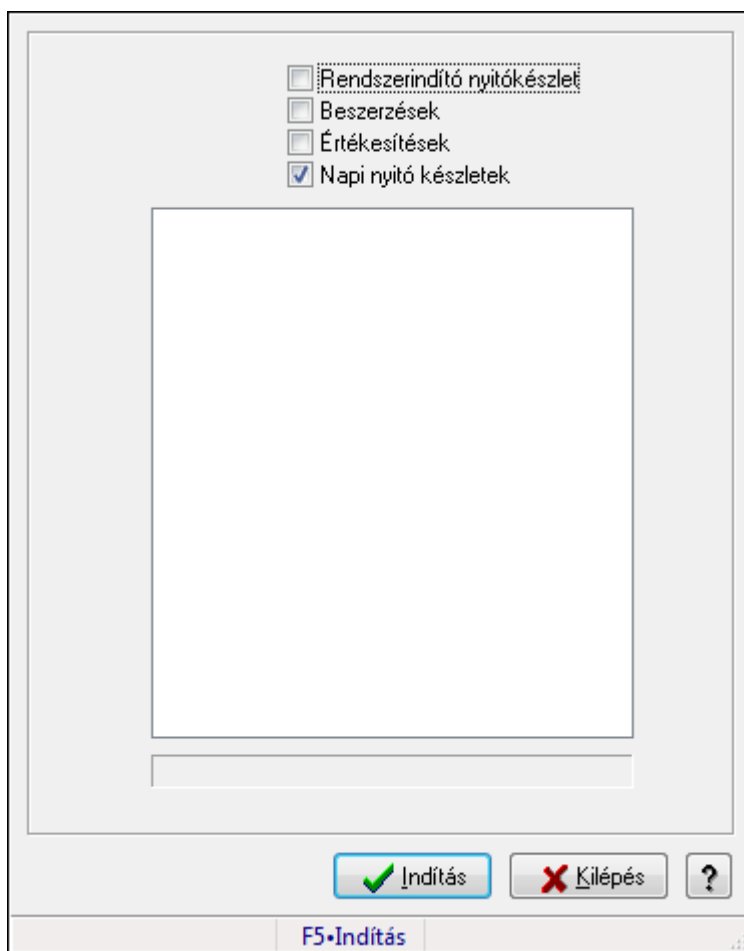 Rendszerindító nyitókészlet
Beszerzések
Értékesítések
Napi nyitó készletek
Indítás
Kilépés
?
F5•Indítás